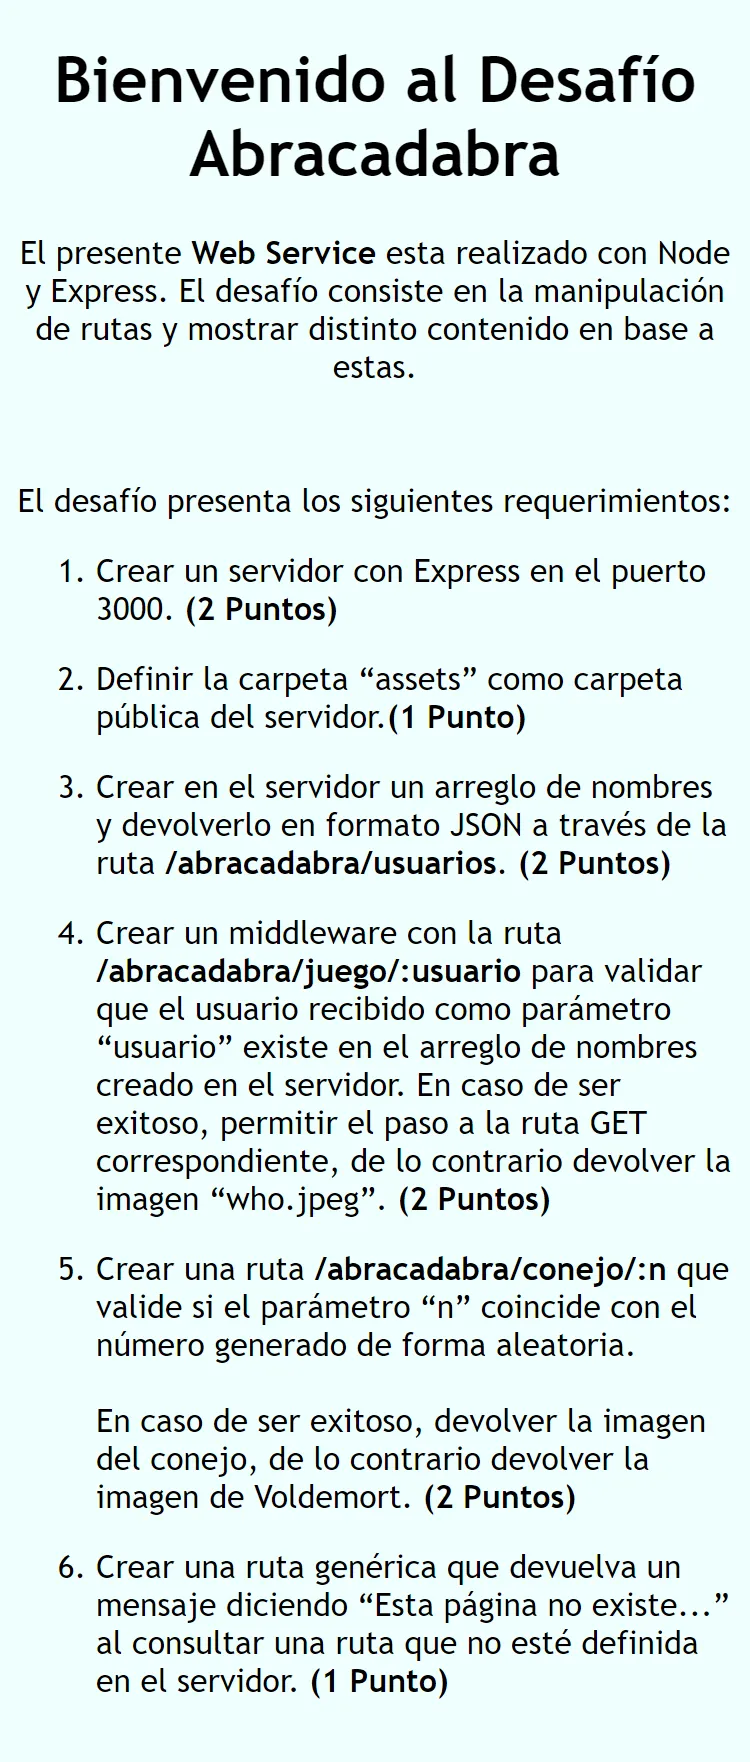 Bienvenido al Desafío
Abracadabra
El presente Web Service esta realizado con Node
y Express. El desafío consiste en la manipulación
de rutas y mostrar distinto contenido en base a
estas.
El desafío presenta los siguientes requerimientos:
1. Crear un servidor con Express en el puerto
3000. (2 Puntos)
2. Definir la carpeta “assets” como carpeta
pública del servidor.(1 Punto)
3. Crear en el servidor un arreglo de nombres
y devolverlo en formato JSON a través de la
ruta /abracadabra/usuarios. (2 Puntos)
4. Crear un middleware con la ruta
/abracadabra/juego/:usuario para validar
que el usuario recibido como parámetro
“usuario” existe en el arreglo de nombres
creado en el servidor. En caso de ser
exitoso, permitir el paso a la ruta GET
correspondiente, de lo contrario devolver la
imagen “who.jpeg”. (2 Puntos)
5. Crear una ruta /abracadabra/conejo/:n que
valide si el parámetro “n” coincide con el
número generado de forma aleatoria.
En caso de ser exitoso, devolver la imagen
del conejo, de lo contrario devolver la
imagen de Voldemort. (2 Puntos)
6. Crear una ruta genérica que devuelva un
mensaje diciendo “Esta página no existe...”
al consultar una ruta que no esté definida
en el servidor. (1 Punto)